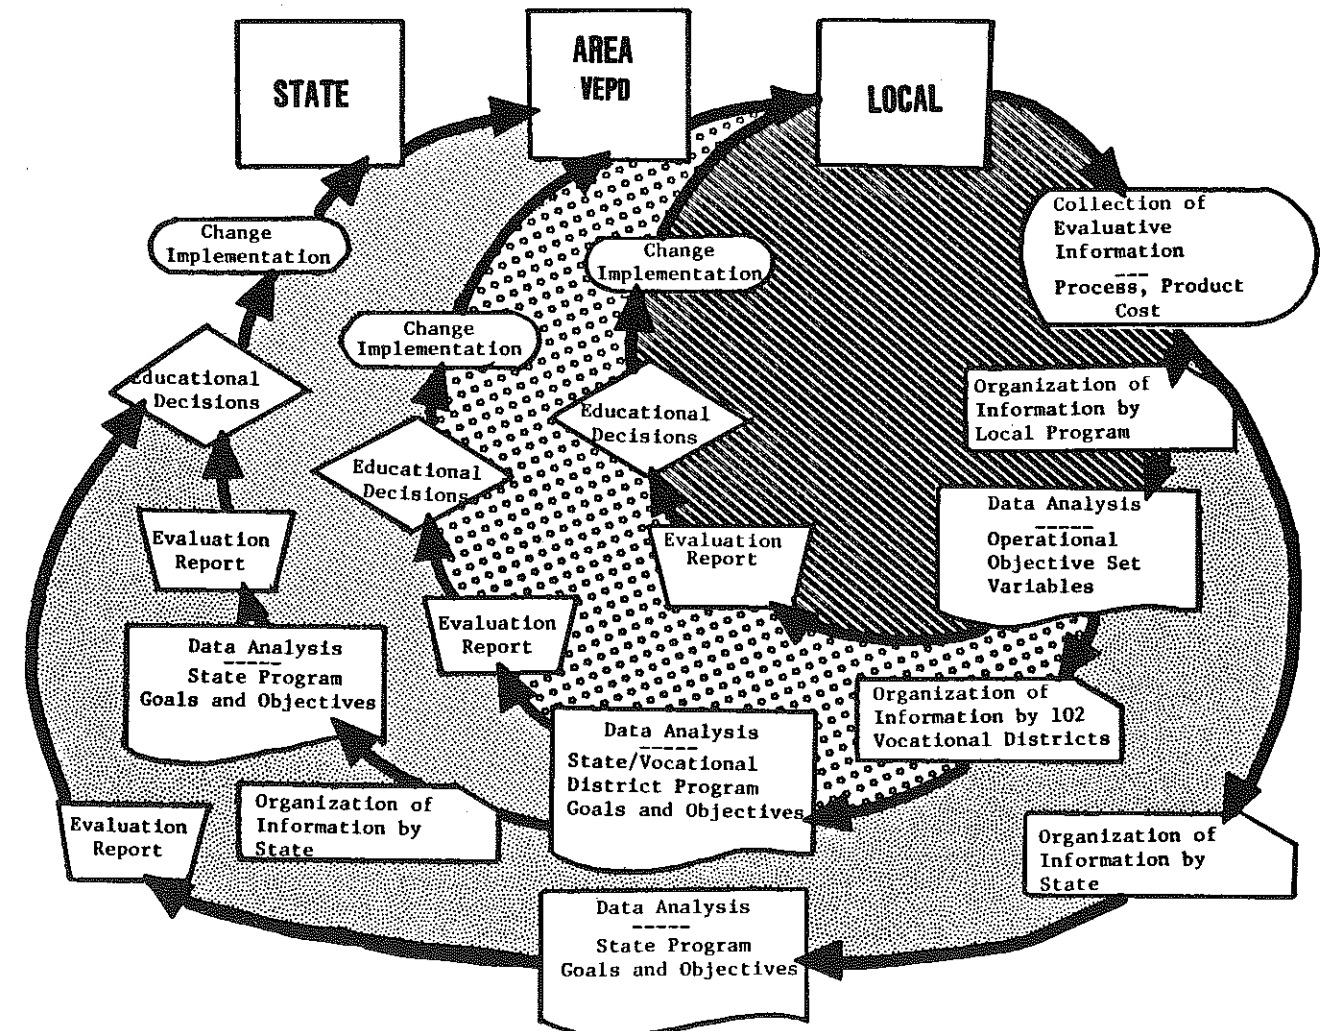 STATE
AREA
VEPD
LOCAL
Collection of
Evaluative
Information
---
Process, Product
Cost
Change
Implementation
Change
Implementation
Change
Implementation
Educational
Decisions
Educational
Decisions
Educational
Decisions
Organization of
Information by
Local Program
Data Analysis
-----
Operational
Objective Set
Variables
Evaluation
Report
Evaluation
Report
Evaluation
Report
Data Analysis
-----
State Program
Goals and Objectives
Organization of
Information by 102
Vocational Districts
Data Analysis
-----
State/Vocational
District Program
Goals and Objectives
Organization of
Information by
State
Evaluation
Report
Organization of
Information by
State
Data Analysis
-----
State Program
Goals and Objectives